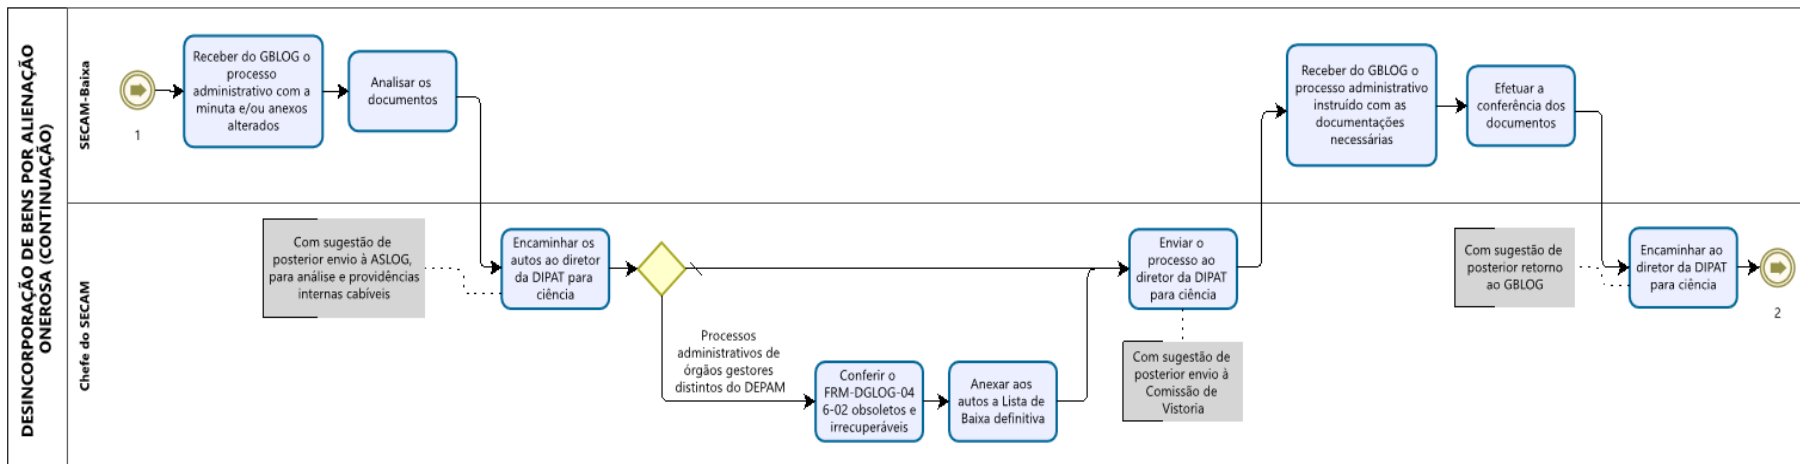 DESINCORPORAÇÃO DE BENS POR ALIENAÇÃO
ONEROSA (CONTINUAÇÃO)
SECAM-Baixa
1
Receber do GBLOG o
processo
administrativo com a
minuta e/ou anexos
alterados
Analisar os
documentos
Receber do GBLOG o
processo administrativo
instruído com as
documentações
necessárias
Efetuar a
conferência dos
documentos
Chefe do SECAM
Com sugestão de
posterior envio à ASLOG,
para análise e providências
internas cabíveis
Encaminhar os
autos ao diretor
da DIPAT para
ciência
Processos
administrativos de
órgãos gestores
distintos do DEPAM
Conferir o
FRM-DGLOG-04
6-02 obsoletos e
irrecuperáveis
Anexar aos
autos a Lista de
Baixa definitiva
Enviar o
processo ao
diretor da DIPAT
para ciência
Com sugestão de
posterior envio à
Comissão de
Vistoria
Com sugestão de
posterior retorno
ao GBLOG
Encaminhar ao
diretor da DIPAT
para ciência
2